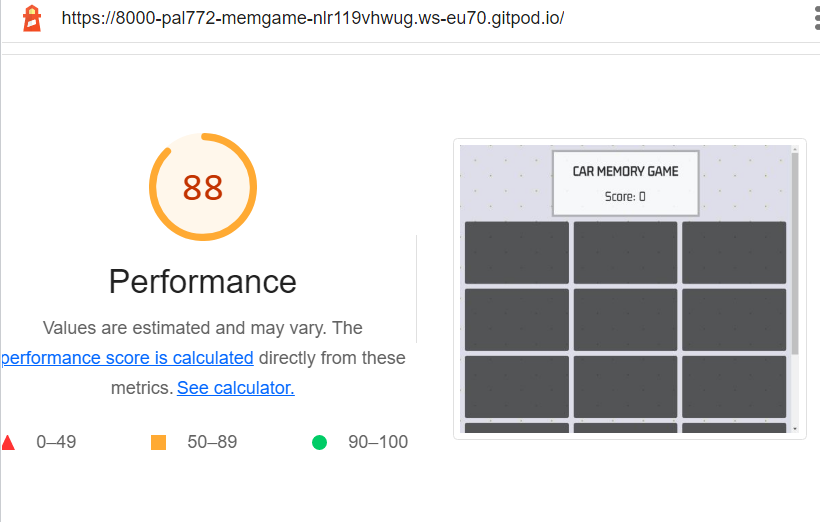 https://8000-pal772-memgame-nlr119vhwug.ws-eu70.gitpod.io/
88
Performance
Values are estimated and may vary. The
performance score is calculated directly from these
metrics. See calculator.
0–49
50–89
90–100
CAR MEMORY GAME
Score: 0